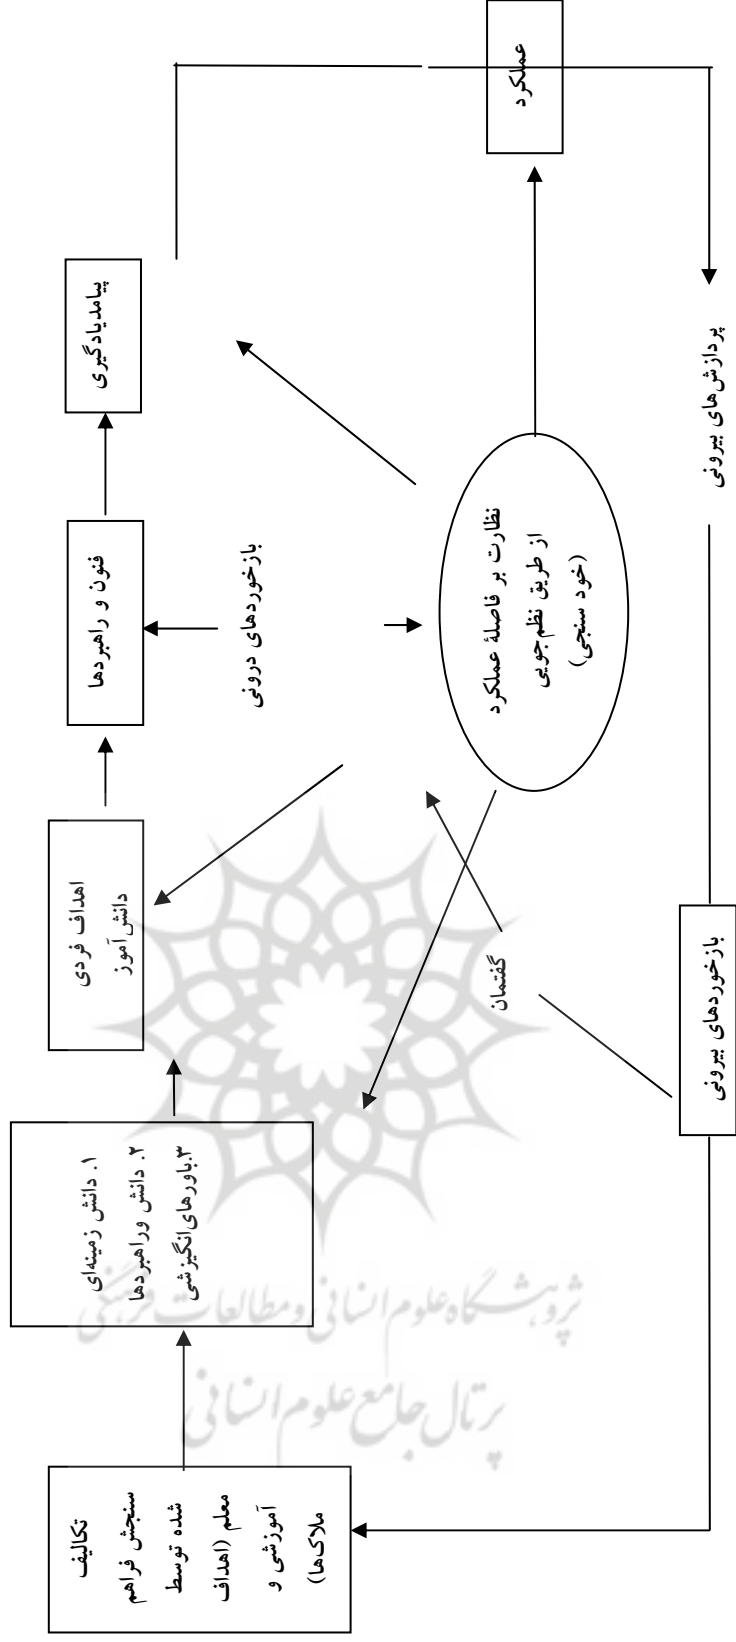 تکالیف
سنجش فراهم
شده توسط
معلم (اهداف
آموزشی و
ملاک‌ها)
۱. دانش زمینه‌ای
۲. دانش وراهبردها
۳.باورهای‌انگیزشی
اهداف فردی
دانش‌آموز
فنون و راهبردها
پیامدیادگیری
بازخوردهای درونی
نظارت بر فاصلۀ عملکرد
از طریق نظم‌جویی
(خود سنجی)
عملکرد
گفتمان
پردازش‌های بیرونی
بازخوردهای بیرونی
پژوهشگاه علوم انسانی و مطالعات فرهنگی
پرتال جامع علوم انسانی